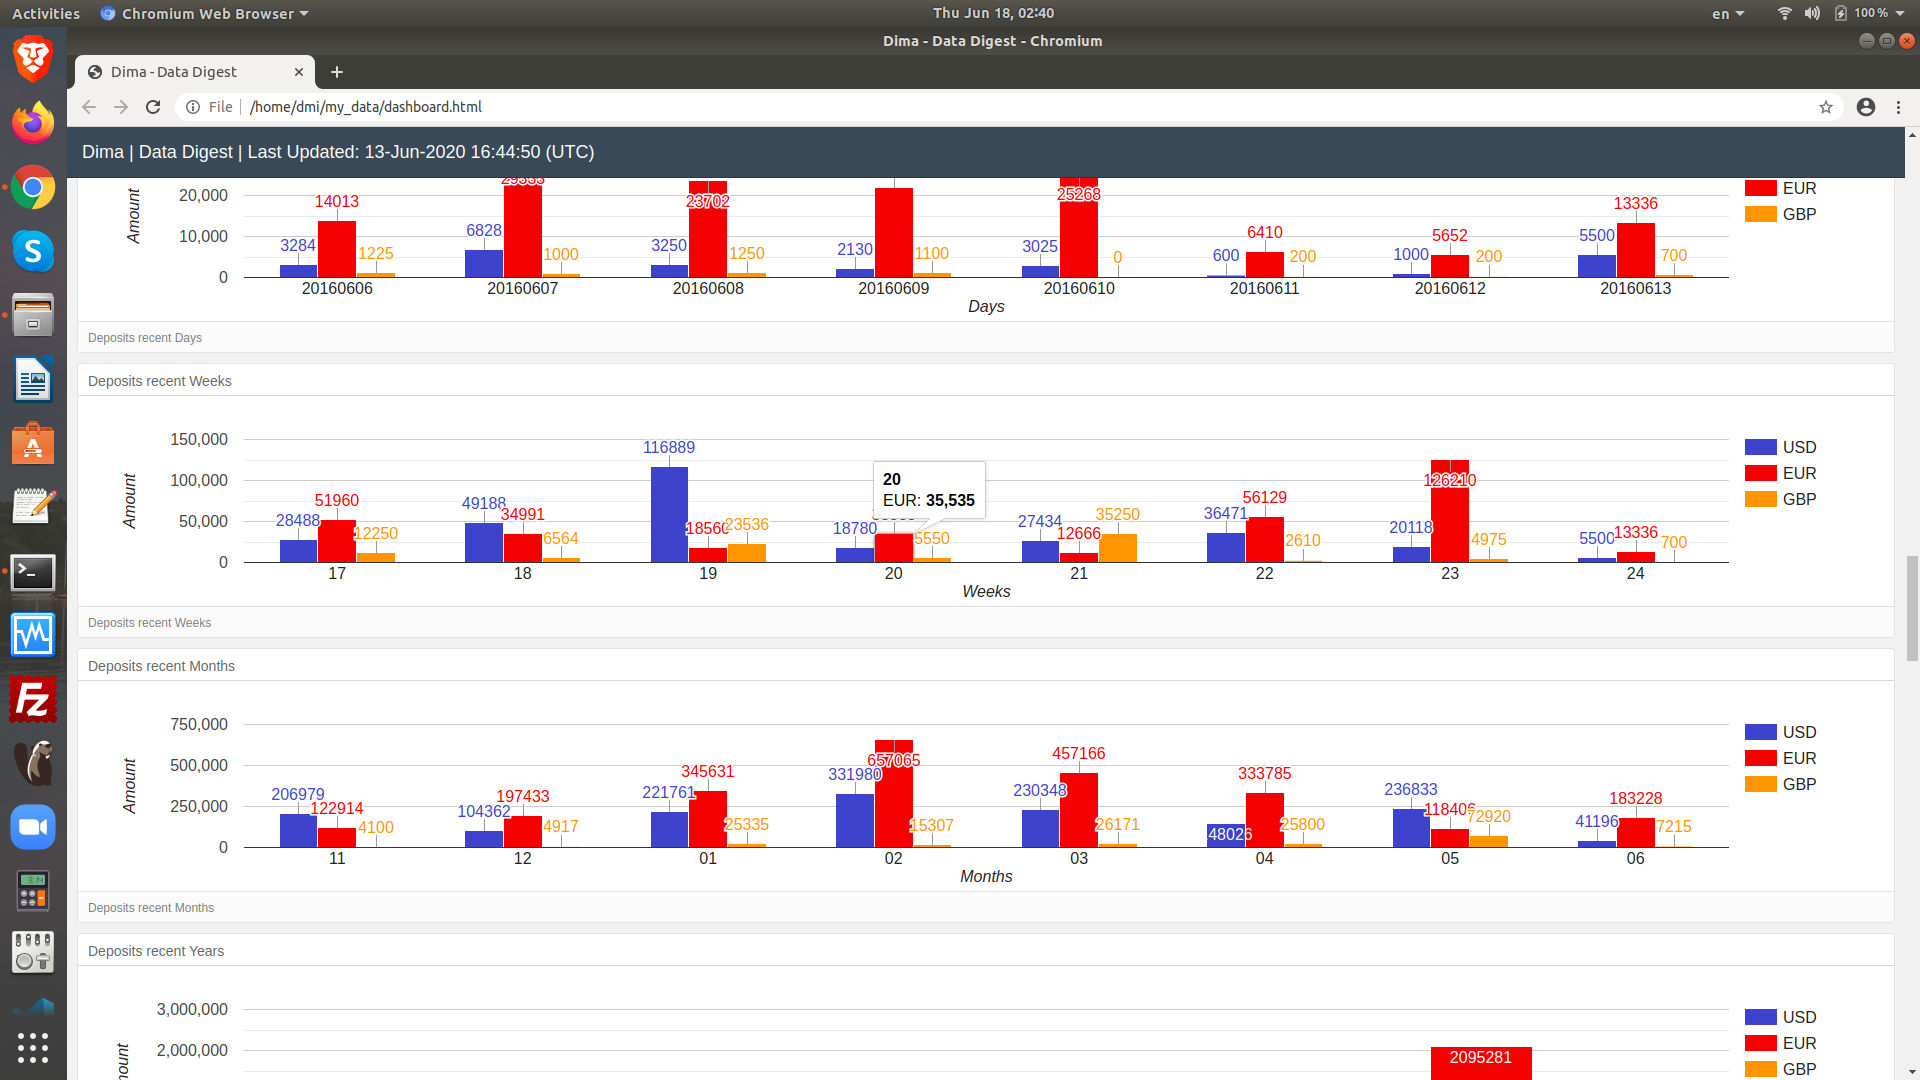 Activities Chromium Web Browser Thu Jun 18, 02:40 en 100 %
Dima - Data Digest - Chromium
Dima - Data Digest
File /home/dmi/my_data/dashboard.html
Dima | Data Digest | Last Updated: 13-Jun-2020 16:44:50 (UTC)
Amount
20,000
10,000
0
3284 14013 1225
6828 29333 1000
3250 23702 1250
2130 1100
3025 25268 0
600 6410 200
1000 5652 200
5500 13336 700
20160606 20160607 20160608 20160609 20160610 20160611 20160612 20160613
Days
EUR
GBP
Deposits recent Days
Deposits recent Weeks
Amount
150,000
100,000
50,000
0
28488 51960 12250
49188 34991 6564
116889 18560 23536
18780 5550
20
EUR: 35,535
27434 12666 35250
36471 56129 2610
20118 126210 4975
5500 13336 700
17 18 19 20 21 22 23 24
Weeks
USD
EUR
GBP
Deposits recent Weeks
Deposits recent Months
Amount
750,000
500,000
250,000
0
206979 122914 4100
104362 197433 4917
221761 345631 25335
331980 657065 15307
230348 457166 26171
48026 333785 25800
236833 118406 72920
41196 183228 7215
11 12 01 02 03 04 05 06
Months
USD
EUR
GBP
Deposits recent Months
Deposits recent Years
3,000,000
2,000,000
2095281
USD
EUR
GBP